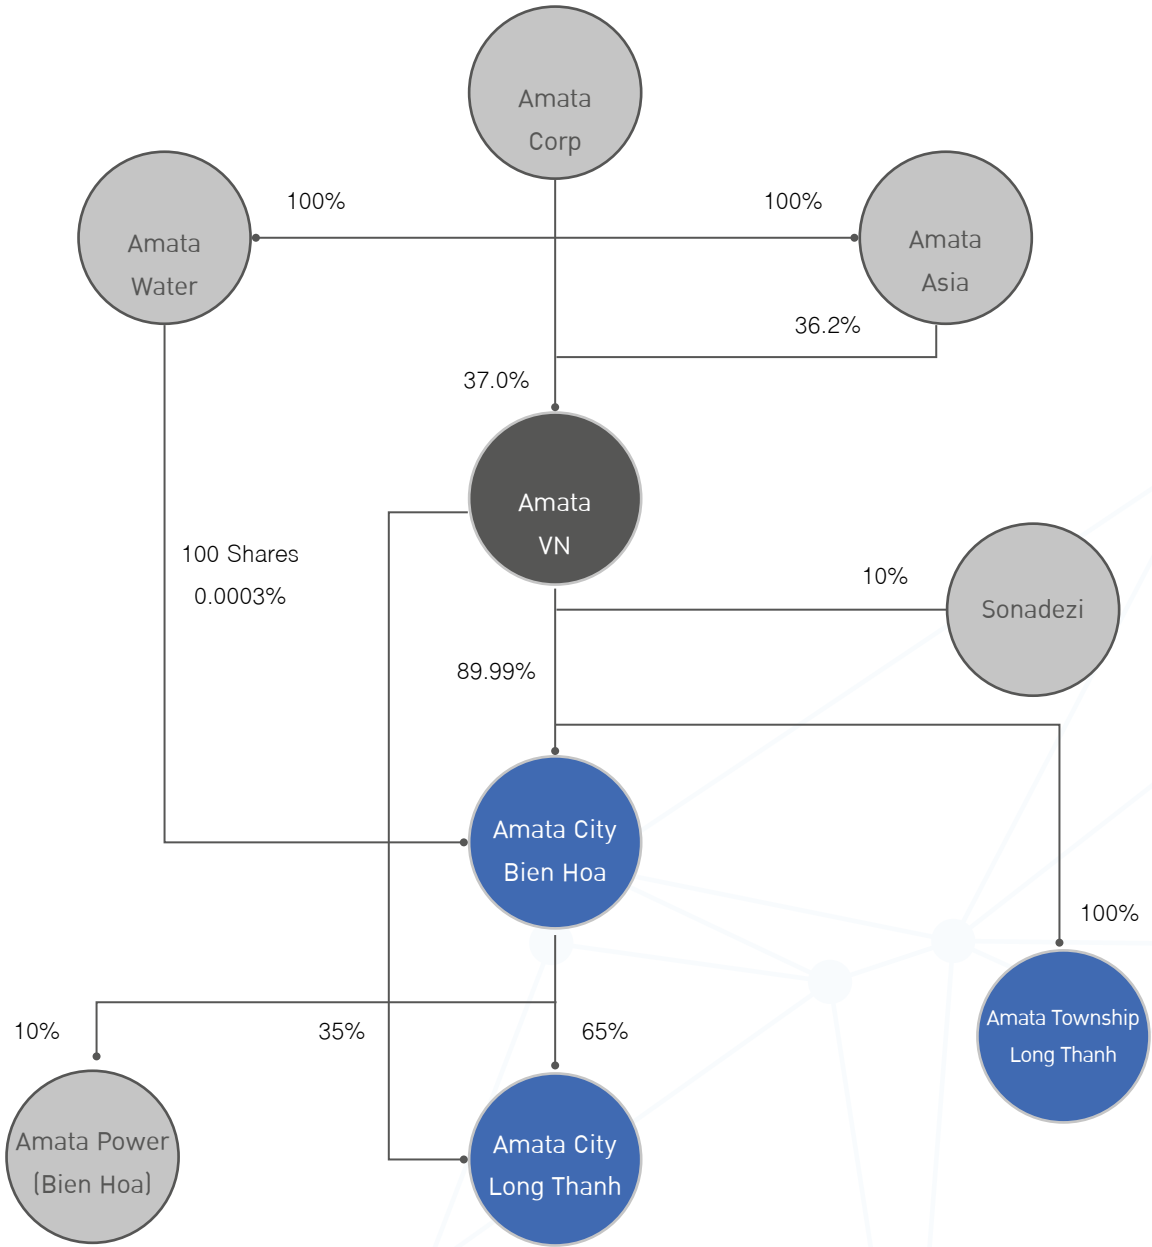 Amata
Corp
100%
100%
Amata
Water
Amata
Asia
36.2%
37.0%
Amata
VN
100 Shares
0.0003%
10%
Sonadezi
89.99%
Amata City
Bien Hoa
100%
Amata Township
Long Thanh
10%
35%
65%
Amata Power
(Bien Hoa)
Amata City
Long Thanh